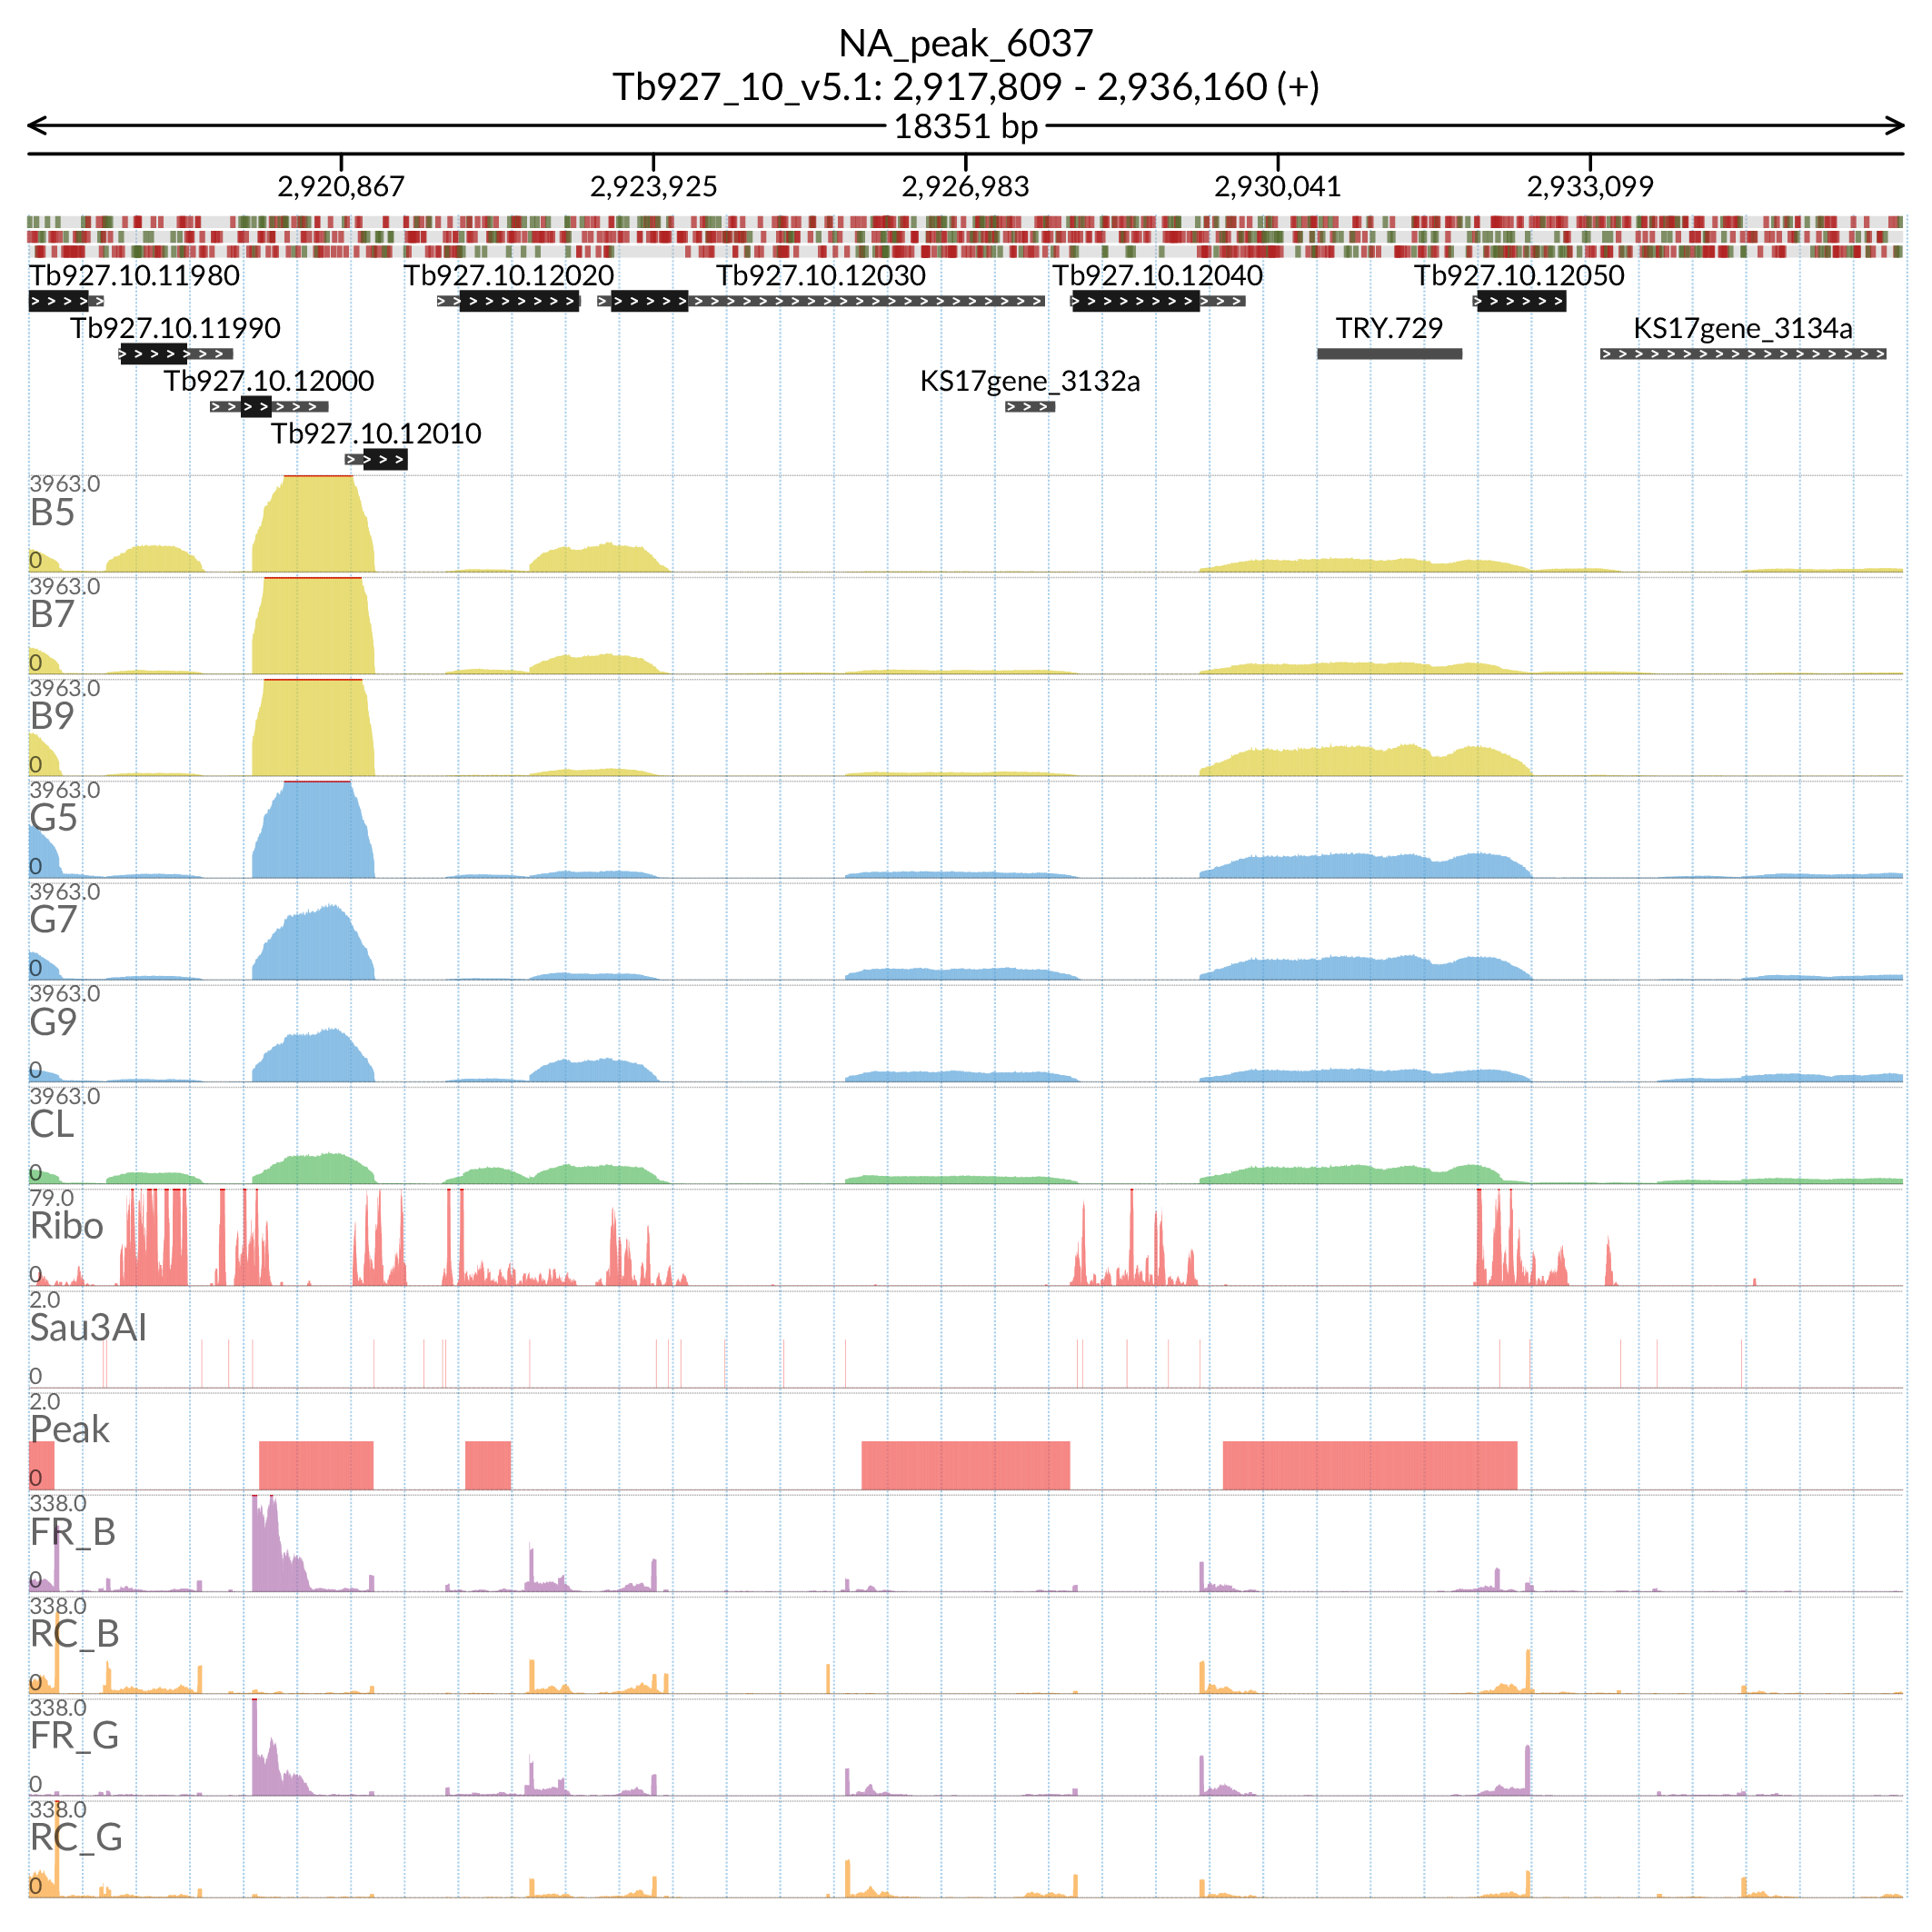 NA_peak_6037
Tb927_10_v5.1: 2,917,809 - 2,936,160 (+)
18351 bp
2,920,867 2,923,925 2,926,983 2,930,041 2,933,099
Tb927.10.11980 Tb927.10.12020 Tb927.10.12030 Tb927.10.12040 Tb927.10.12050
Tb927.10.11990 TRY.729 KS17gene_3134a
Tb927.10.12000 KS17gene_3132a
Tb927.10.12010
3963.0
B5
0
3963.0
B7
0
3963.0
B9
0
3963.0
G5
0
3963.0
G7
0
3963.0
G9
0
3963.0
CL
0
79.0
Ribo
0
2.0
Sau3AI
0
2.0
Peak
0
338.0
FR_B
0
338.0
RC_B
0
338.0
FR_G
0
338.0
RC_G
0